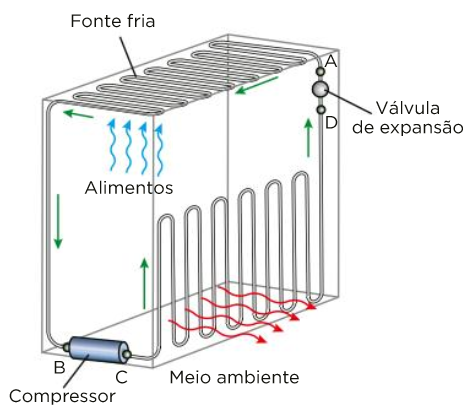 Fonte fria
A
Válvula
de expansão
D
Alimentos
B
C
Meio ambiente
Compressor